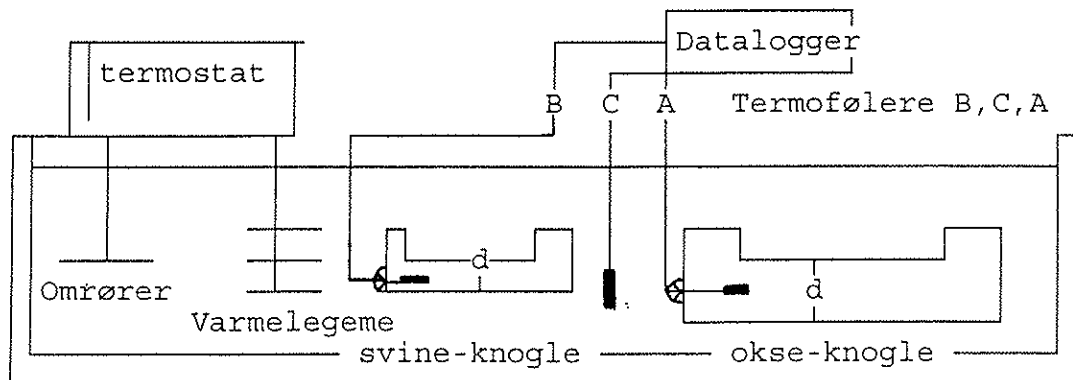 Datalogger
termostat
B C A Termofølere B,C,A
d
d
Omrører
Varmelegeme
svine-knogle okse-knogle